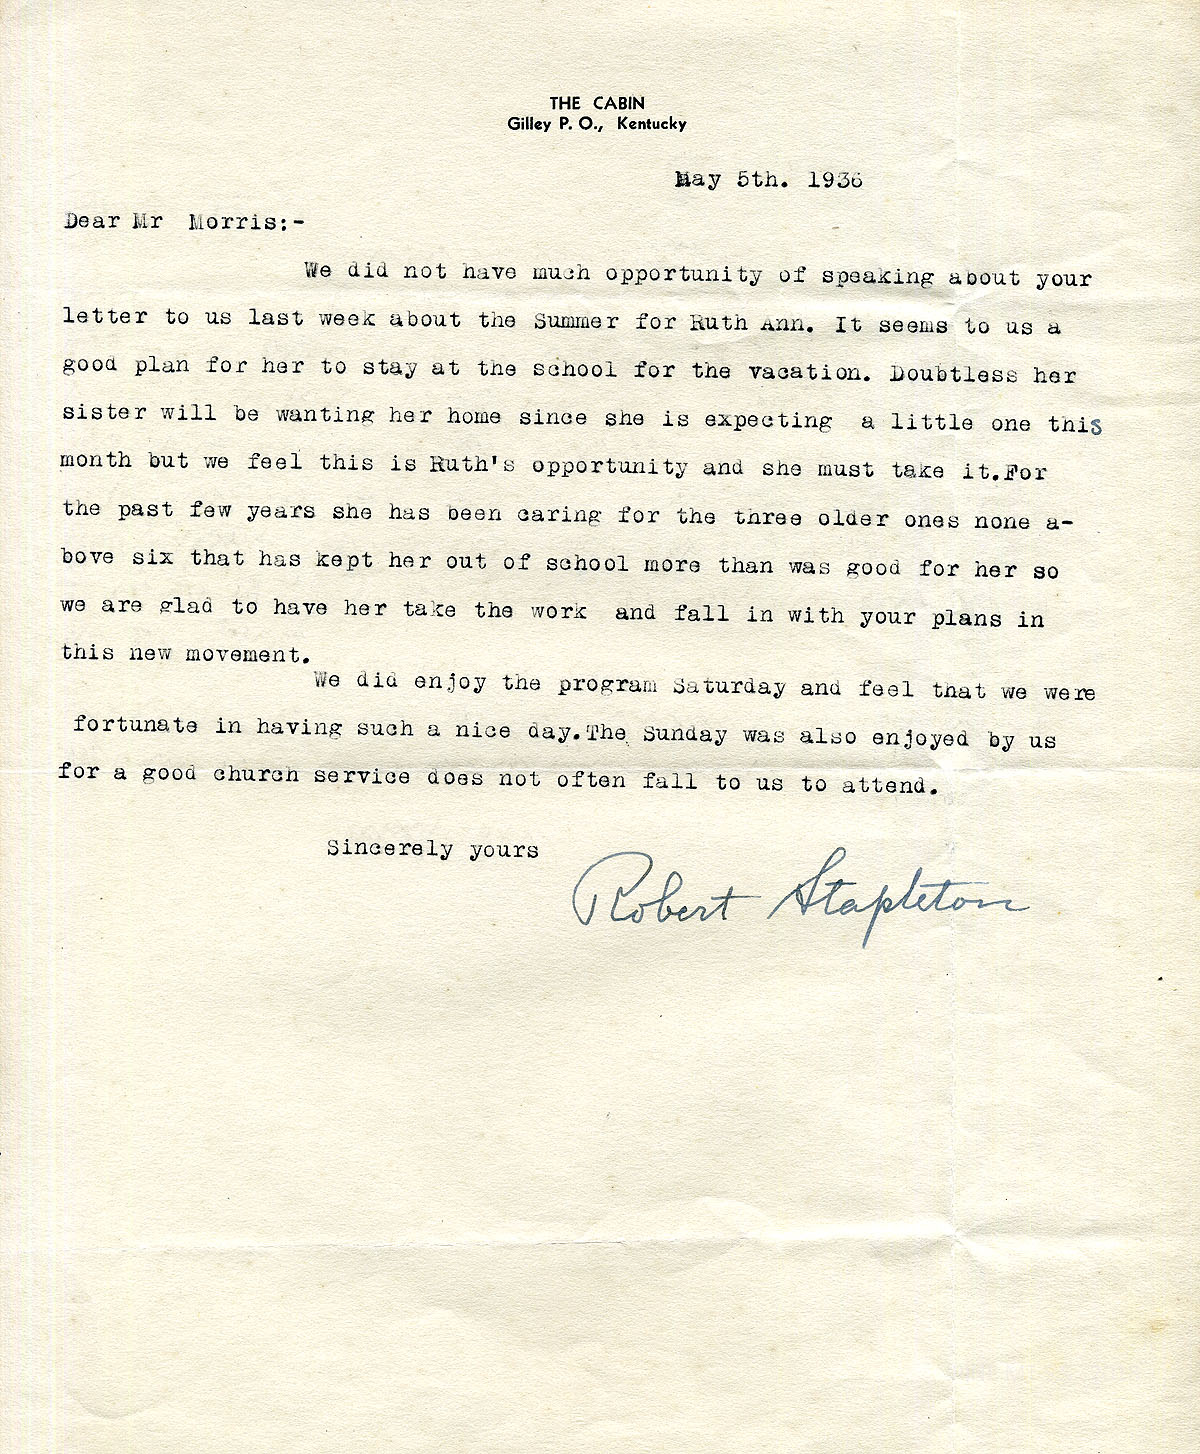 THE CABIN
Gilley P. O., Kentucky
May 5th. 1936
Dear Mr Morris:-
We did not have much opportunity of speaking about your
letter to us last week about the Summer for Ruth Ann. It seems to us a
good plan for her to stay at the school for the vacation. Doubtless her
sister will be wanting her home since she is expecting a little one this
month but we feel this is Ruth's opportunity and she must take it.For
the past few years she has been caring for the three older ones none a-
bove six that has kept her out of school more than was good for her so
we are glad to have her take the work and fall in with your plans in
this new movement.
We did enjoy the program Saturday and feel that we were
fortunate in having such a nice day.The Sunday was also enjoyed by us
for a good church service does not often fall to us to attend.
Sincerely yours
Robert Stapleton